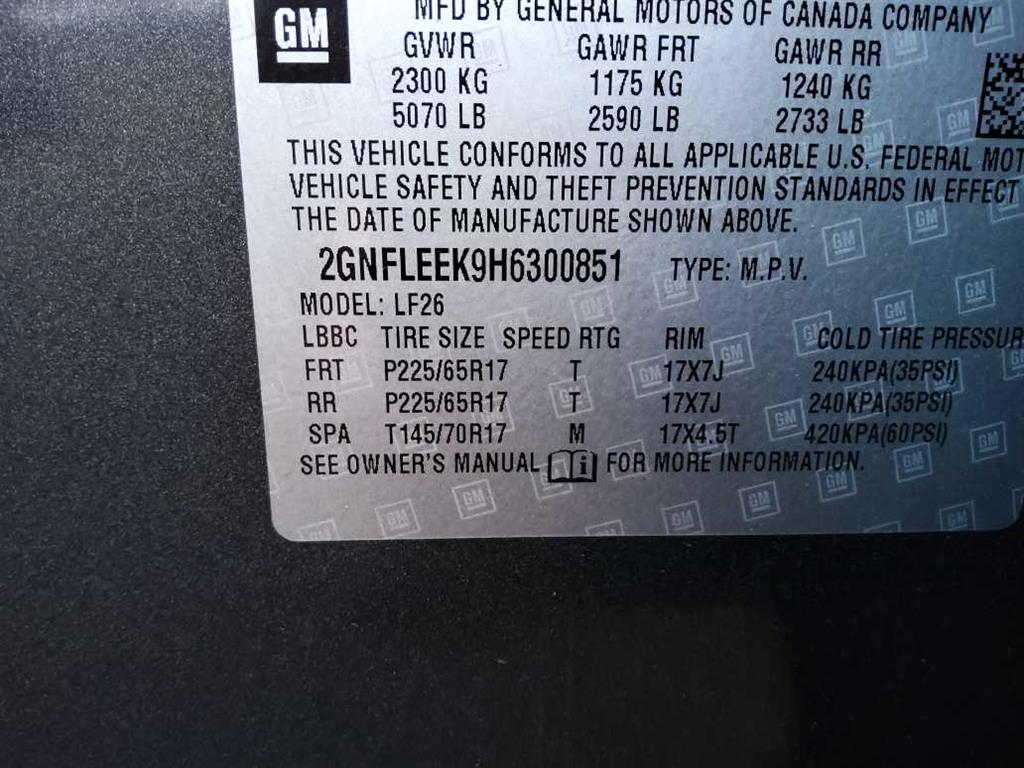 GM
MFD BY GENERAL MOTORS OF CANADA COMPANY
GVWR GAWR FRT GAWR RR
2300 KG 1175 KG 1240 KG
5070 LB 2590 LB 2733 LB
THIS VEHICLE CONFORMS TO ALL APPLICABLE U.S. FEDERAL MOT
VEHICLE SAFETY AND THEFT PREVENTION STANDARDS IN EFFECT
THE DATE OF MANUFACTURE SHOWN ABOVE.
2GNFLEEK9H6300851 TYPE: M.P.V.
MODEL: LF26
LBBC TIRE SIZE SPEED RTG RIM COLD TIRE PRESSUR
FRT P225/65R17 T 17X7J 240KPA(35PSI)
RR P225/65R17 T 17X7J 240KPA(35PSI)
SPA T145/70R17 M 17X4.5T 420KPA(60PSI)
SEE OWNER'S MANUAL i FOR MORE INFORMATION.